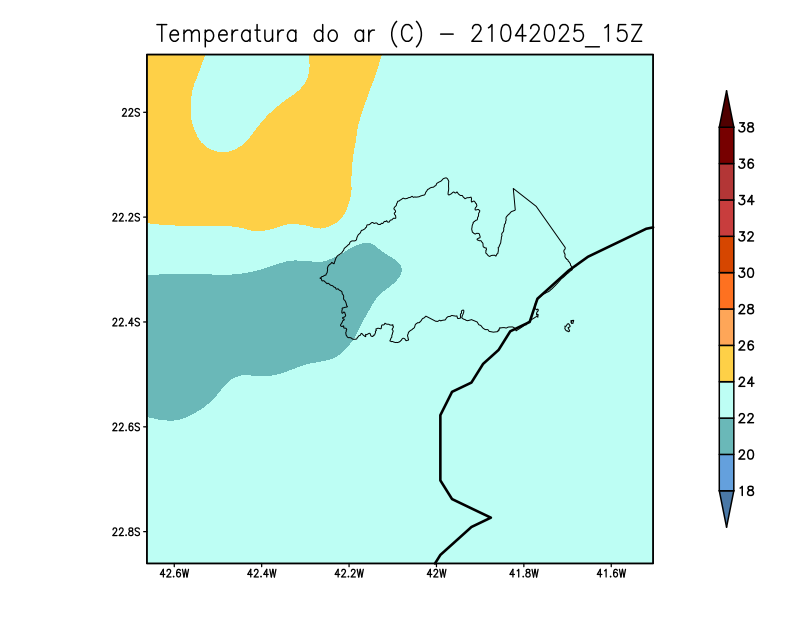 Temperatura do ar (C) - 21042025_15Z
22S
22.2S
22.4S
22.6S
22.8S
42.6W
42.4W
42.2W
42W
41.8W
41.6W
38
36
34
32
30
28
26
24
22
20
18